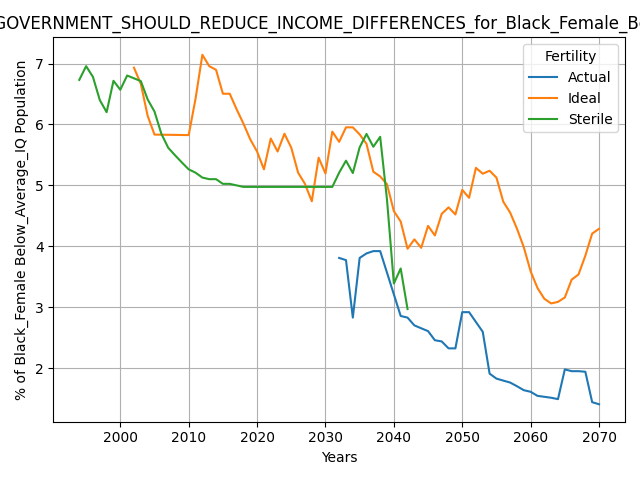 GOVERNMENT_SHOULD_REDUCE_INCOME_DIFFERENCES_for_Black_Female_B
% of Black_Female Below_Average_IQ Population
7
6
5
4
3
2
Fertility
Actual
Ideal
Sterile
2000 2010 2020 2030 2040 2050 2060 2070
Years